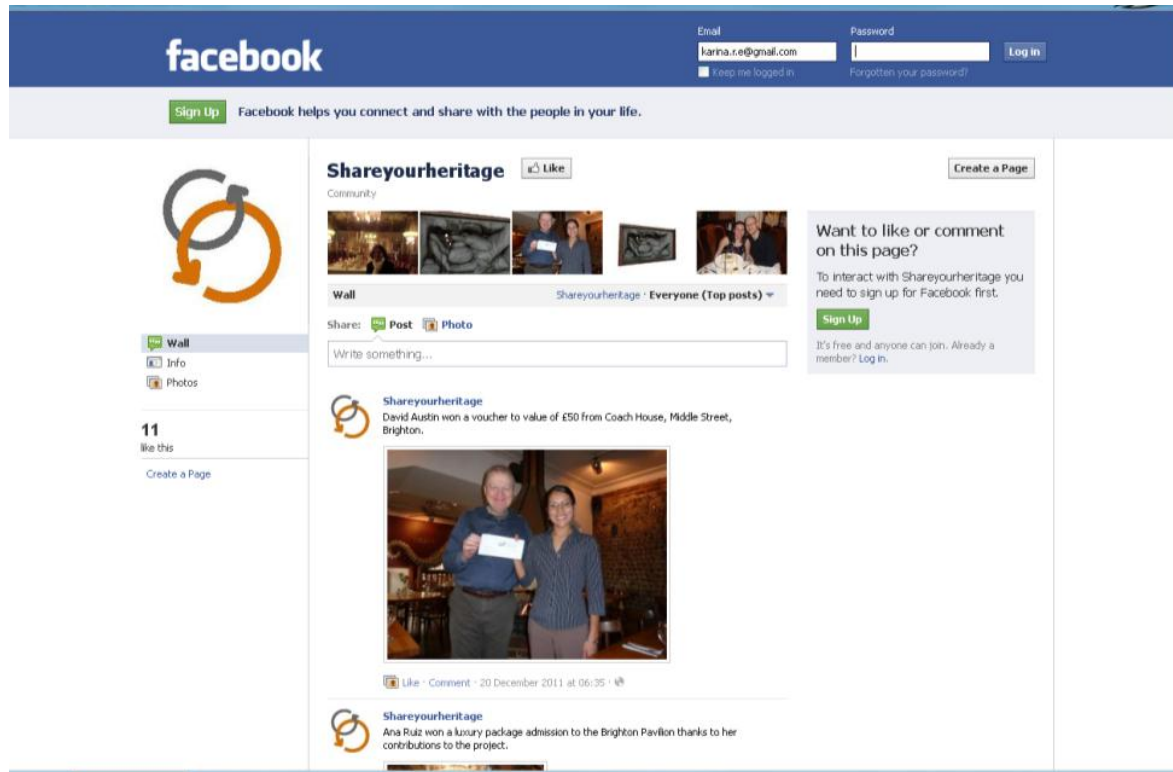 facebook
Email
Password
karina.r.e@gmail.com
Log in
Keep me logged in
Forgotten your password?
Sign Up
Facebook helps you connect and share with the people in your life.
Shareyourheritage
Like
Create a Page
Community
Want to like or comment
on this page?
To interact with Shareyourheritage you
need to sign up for Facebook first.
Sign Up
It's free and anyone can join. Already a
member? Log in.
Wall
Shareyourheritage · Everyone (Top posts)
Share: Post Photo
Write something...
Wall
Info
Photos
11
like this
Create a Page
Shareyourheritage
David Austin won a voucher to value of £50 from Coach House, Middle Street,
Brighton.
Like · Comment · 20 December 2011 at 06:35 ·
Shareyourheritage
Ana Ruiz won a luxury package admission to the Brighton Pavilion thanks to her
contributions to the project.